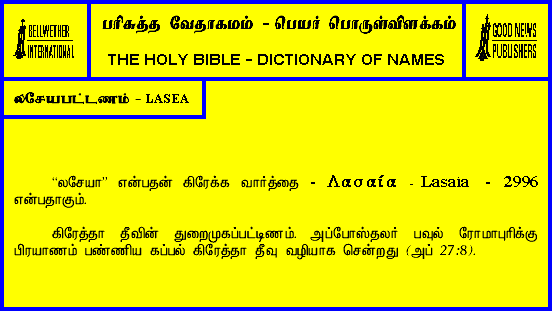 BELLWETHER
INTERNATIONAL
பரிசுத்த வேதாகமம் - பெயர் பொருள்விளக்கம்
THE HOLY BIBLE - DICTIONARY OF NAMES
GOOD NEWS
PUBLISHERS
லசேயபட்டணம் - LASEA
“லசேயா” என்பதன் கிரேக்க வார்த்தை - Λασαία - Lasaia - 2996
என்பதாகும்.
கிரேத்தா தீவின் துறைமுகப்பட்டிணம். அப்போஸ்தலர் பவுல் ரோமாபுரிக்கு
பிரயாணம் பண்ணிய கப்பல் கிரேத்தா தீவு வழியாக சென்றது (அப் 27:8).